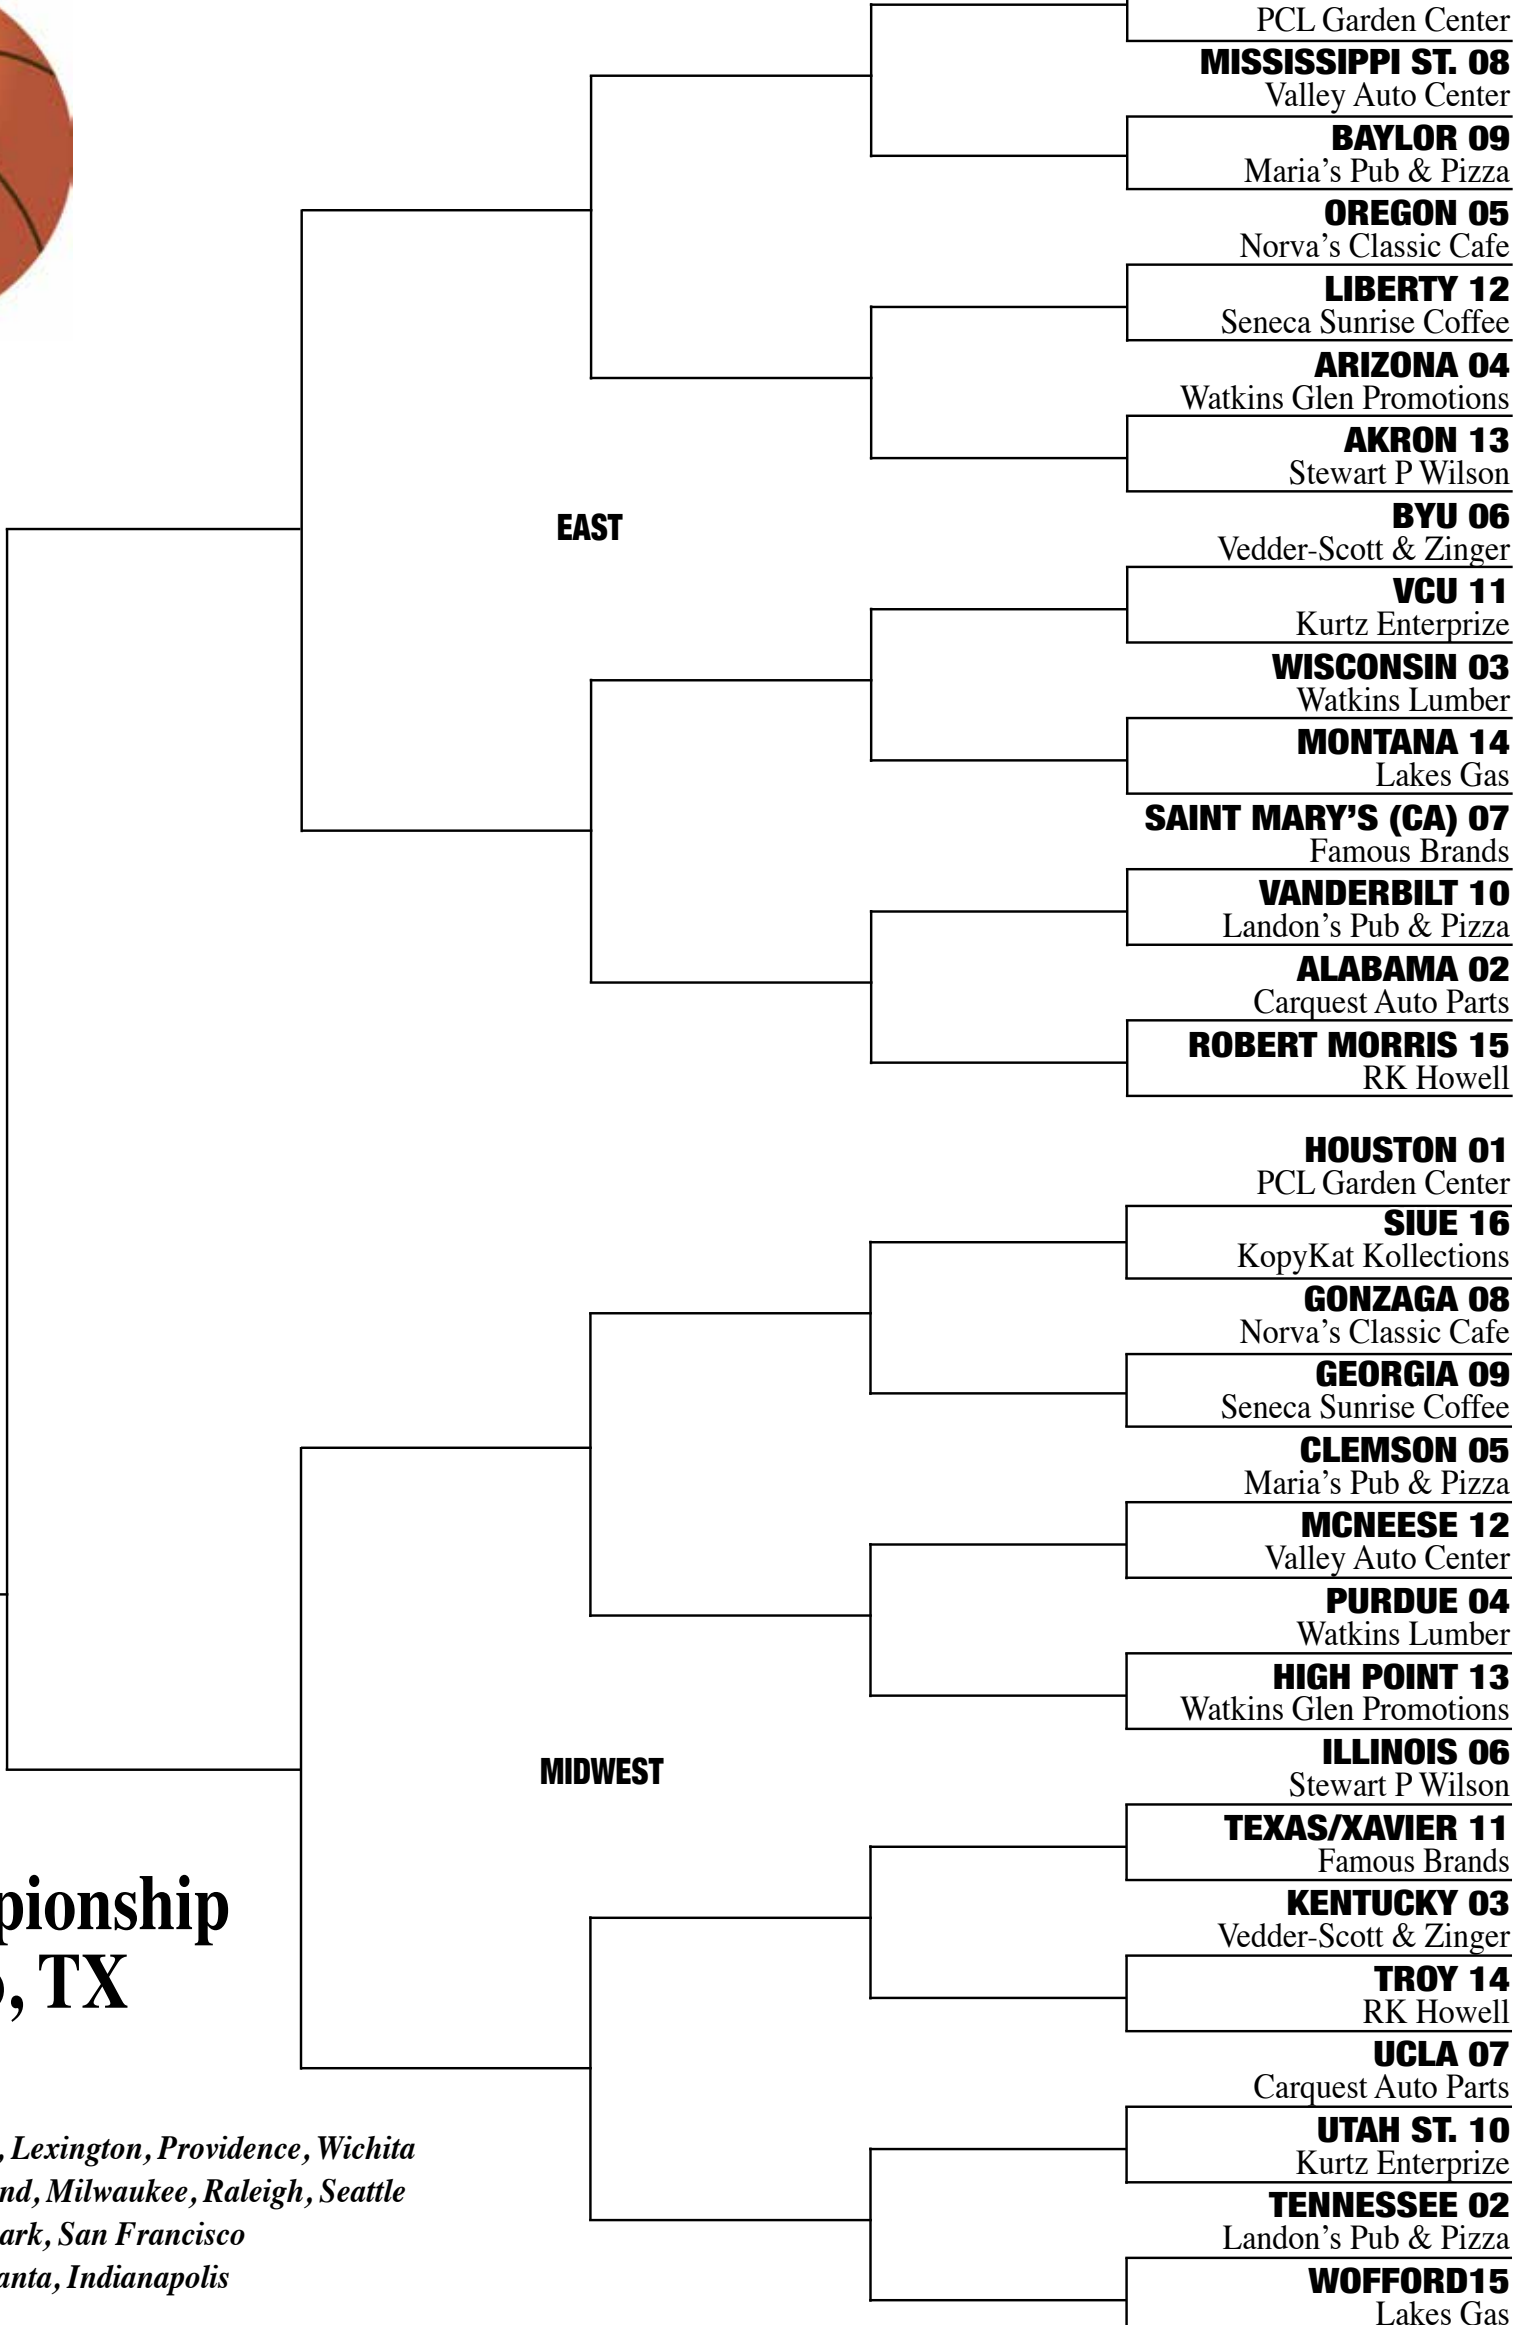 PCL Garden Center
MISSISSIPPI ST. 08
Valley Auto Center
BAYLOR 09
Maria's Pub & Pizza
OREGON 05
Norva's Classic Cafe
LIBERTY 12
Seneca Sunrise Coffee
ARIZONA 04
Watkins Glen Promotions
AKRON 13
Stewart P Wilson
EAST
BYU 06
Vedder-Scott & Zinger
VCU 11
Kurtz Enterprize
WISCONSIN 03
Watkins Lumber
MONTANA 14
Lakes Gas
SAINT MARY'S (CA) 07
Famous Brands
VANDERBILT 10
Landon's Pub & Pizza
ALABAMA 02
Carquest Auto Parts
ROBERT MORRIS 15
RK Howell
HOUSTON 01
PCL Garden Center
SIUE 16
KopyKat Kollections
GONZAGA 08
Norva's Classic Cafe
GEORGIA 09
Seneca Sunrise Coffee
CLEMSON 05
Maria's Pub & Pizza
MCNEESE 12
Valley Auto Center
PURDUE 04
Watkins Lumber
HIGH POINT 13
Watkins Glen Promotions
MIDWEST
ILLINOIS 06
Stewart P Wilson
TEXAS/XAVIER 11
Famous Brands
KENTUCKY 03
Vedder-Scott & Zinger
TROY 14
RK Howell
UCLA 07
Carquest Auto Parts
UTAH ST. 10
Kurtz Enterprize
TENNESSEE 02
Landon's Pub & Pizza
WOFFORD15
Lakes Gas
pionship
, TX
, Lexington, Providence, Wichita
nd, Milwaukee, Raleigh, Seattle
ark, San Francisco
anta, Indianapolis